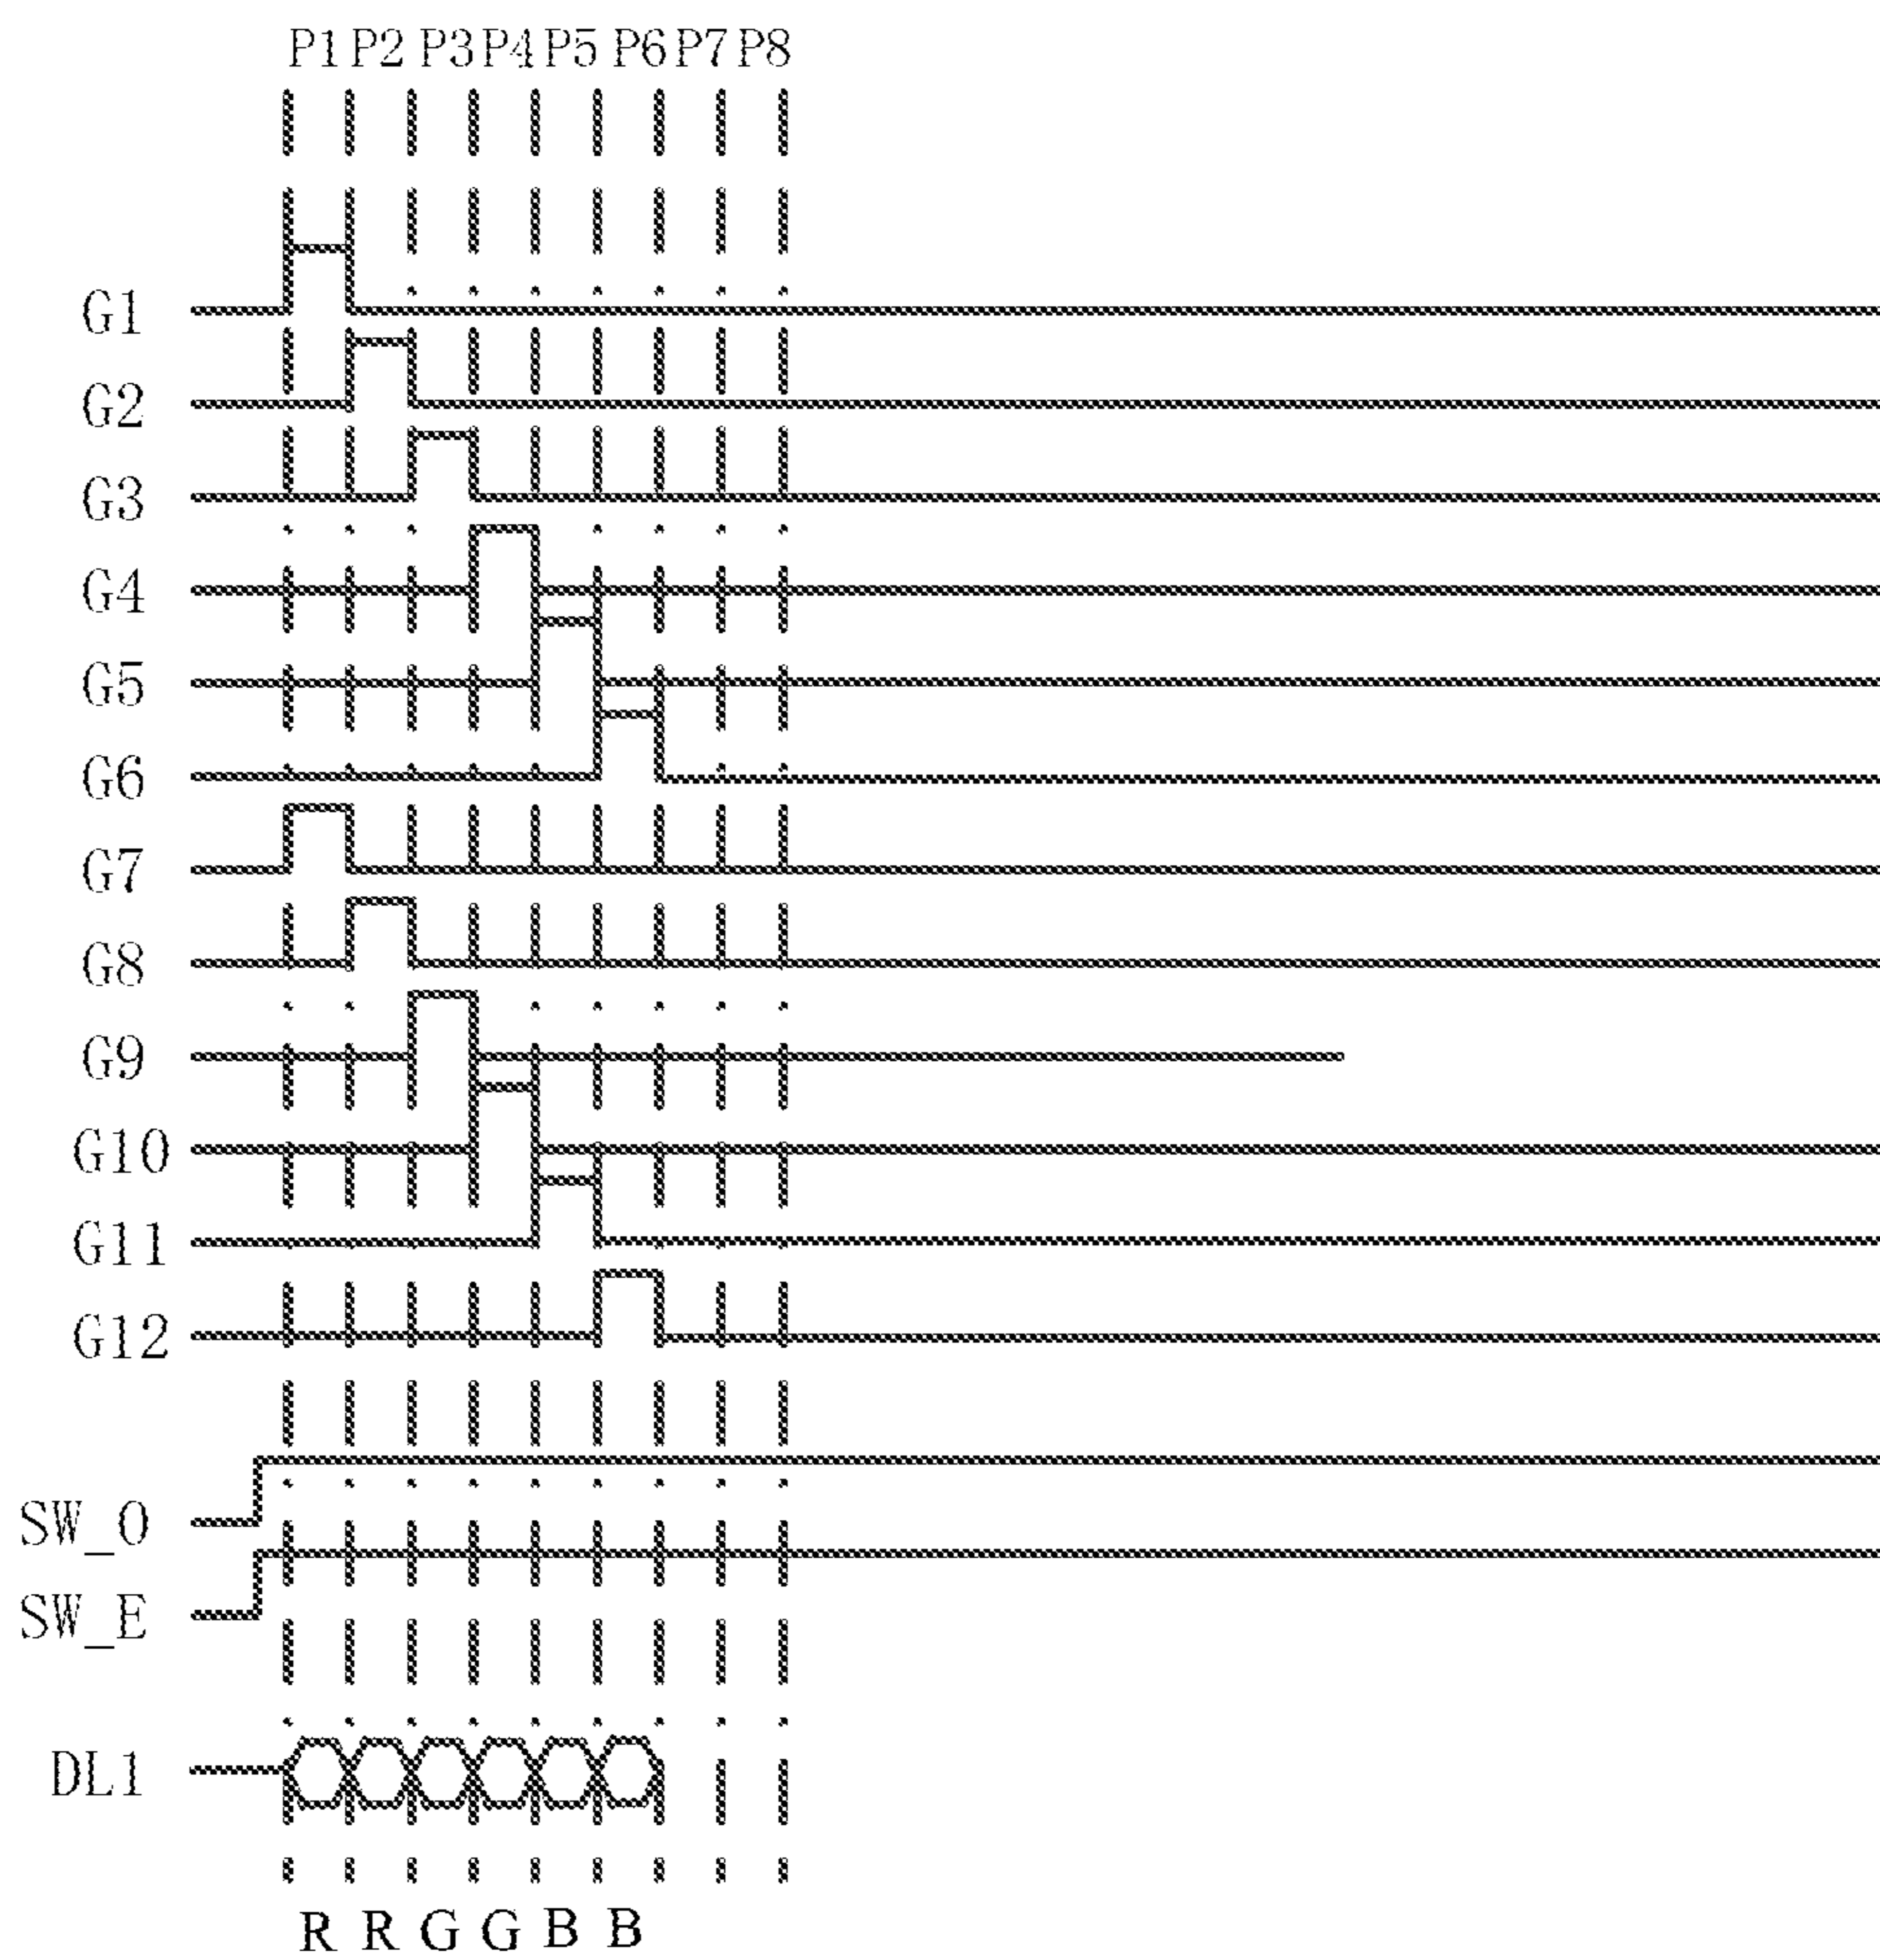 P1 P2 P3 P4 P5 P6 P7 P8
G1
G2
G3
G4
G5
G6
G7
G8
G9
G10
G11
G12
SW_O
SW_E
DL1
R R G G B B